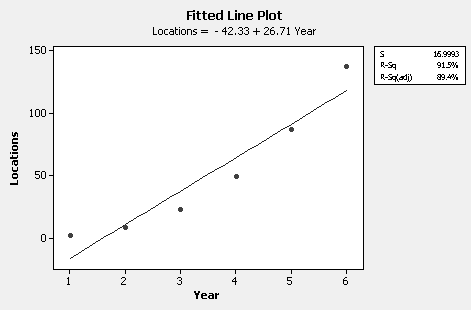 Fitted Line Plot
Locations = - 42.33 + 26.71 Year
S 16.9993
R-Sq 91.5%
R-Sq(adj) 89.4%
Locations
150
100
50
0
1 2 3 4 5 6
Year